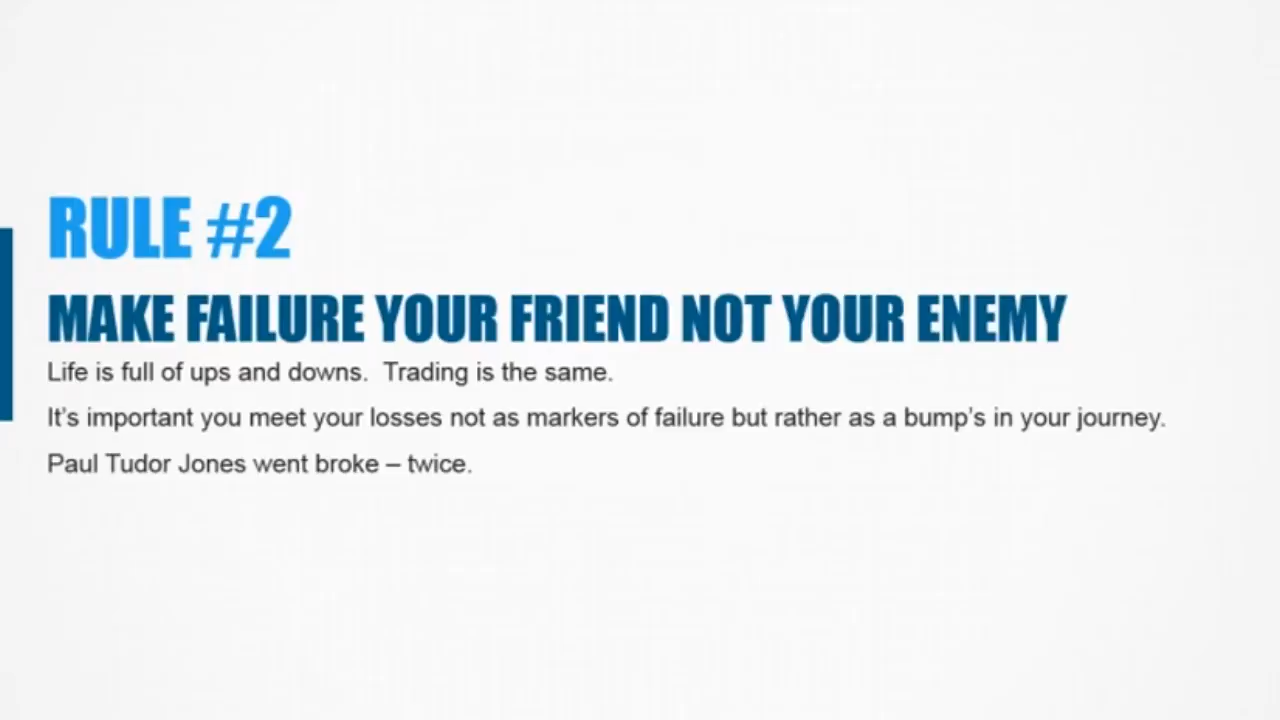 RULE #2
MAKE FAILURE YOUR FRIEND NOT YOUR ENEMY
Life is full of ups and downs.  Trading is the same.
It’s important you meet your losses not as markers of failure but rather as a bump’s in your journey.
Paul Tudor Jones went broke – twice.